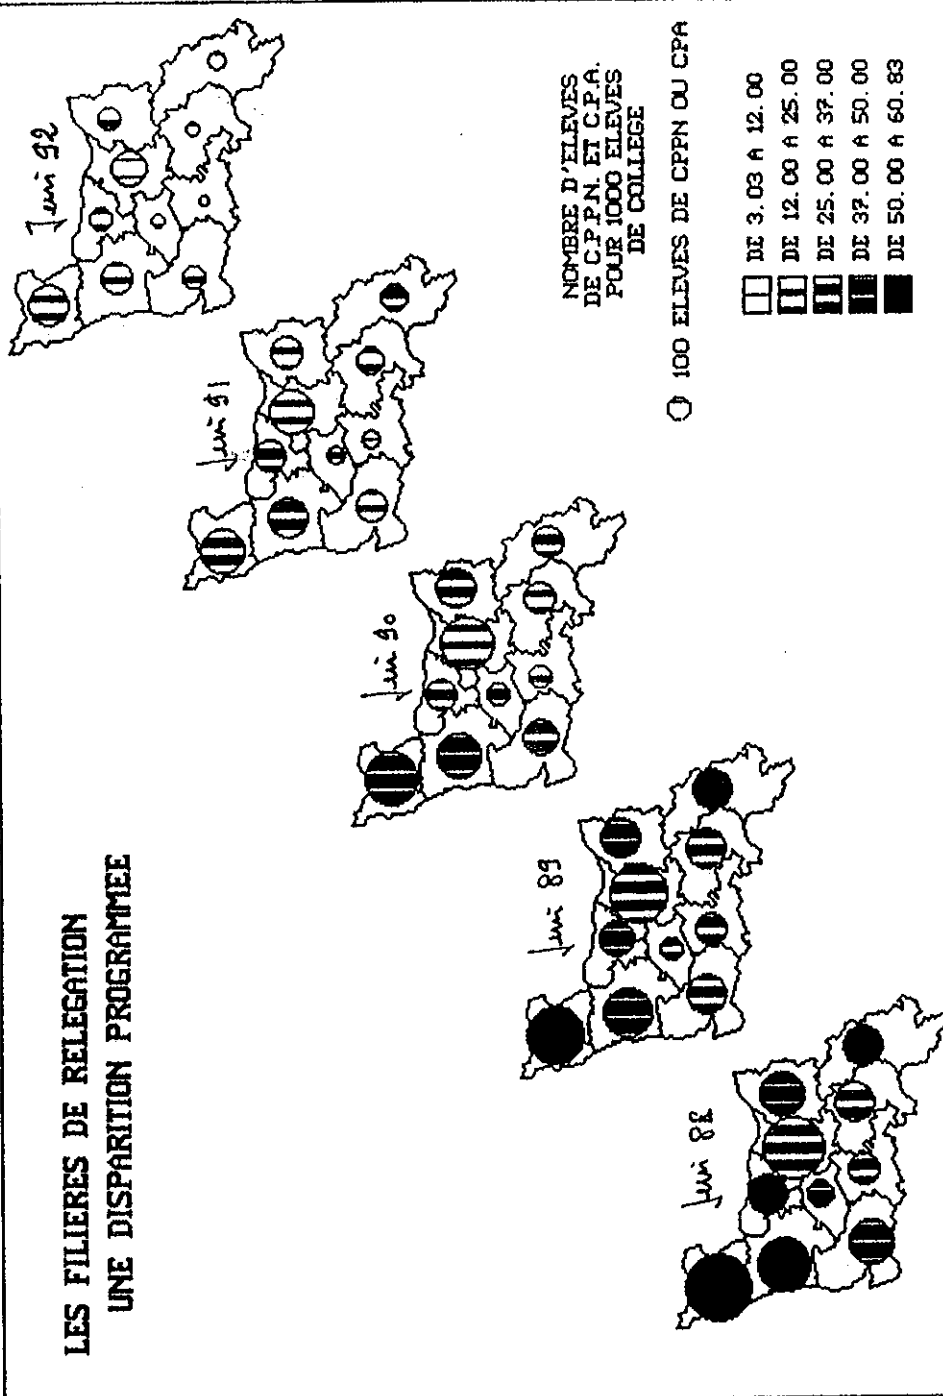 LES FILIERES DE RELEGATION
UNE DISPARITION PROGRAMMEE
Juin 88
Juin 89
Juin 90
Juin 91
Juin 92
NOMBRE D'ELEVES
DE C.P.P.N. ET C.P.A.
POUR 1000 ELEVES
DE COLLEGE
100 ELEVES DE CPPN OU CPA
DE 3.03 A 12.00
DE 12.00 A 25.00
DE 25.00 A 37.00
DE 37.00 A 50.00
DE 50.00 A 60.83